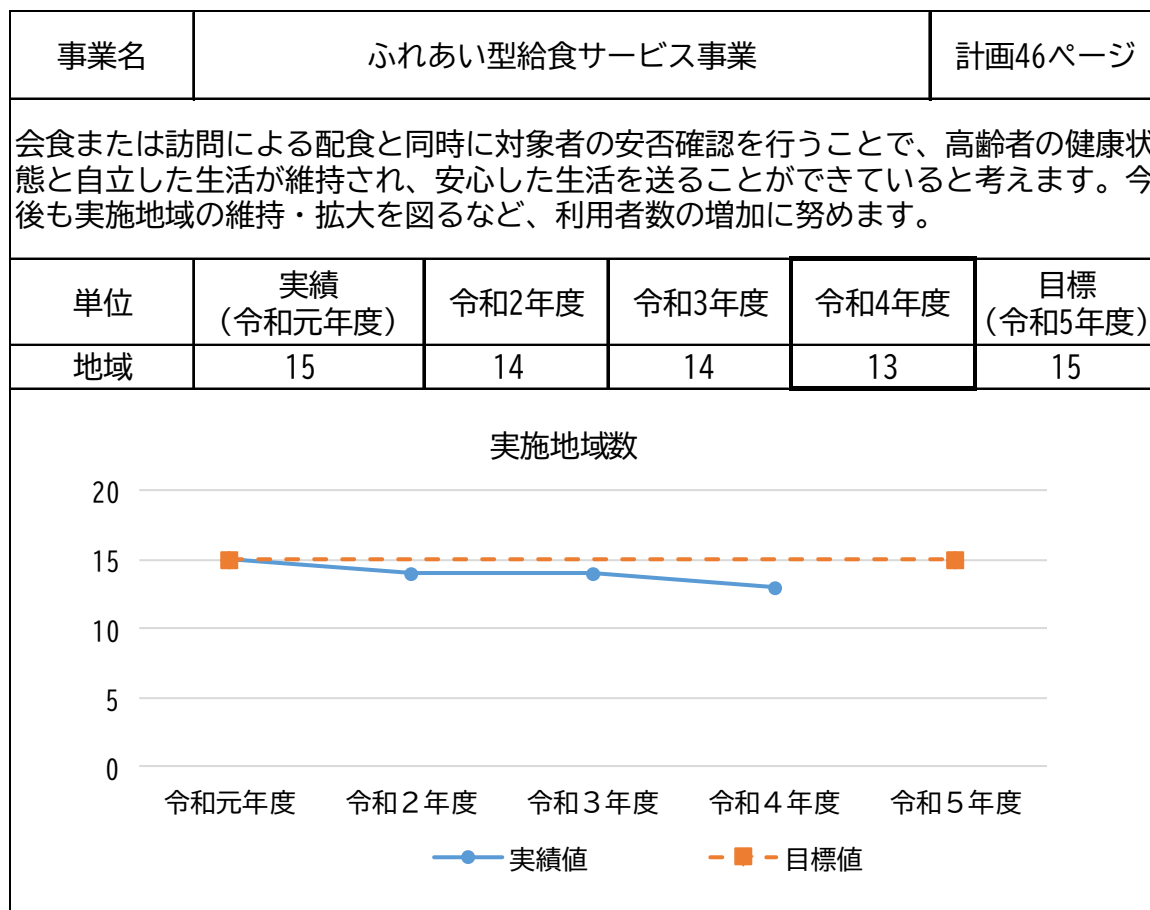 事業名 ふれあい型給食サービス事業 計画46ページ
会食または訪問による配食と同時に対象者の安否確認を行うことで、高齢者の健康状
態と自立した生活が維持され、安心した生活を送ることができていると考えます。今
後も実施地域の維持・拡大を図るなど、利用者数の増加に努めます。
単位 実績（令和元年度） 令和2年度 令和3年度 令和4年度 目標（令和5年度）
地域 15 14 14 13 15
実施地域数
20
15
10
5
0
令和元年度 令和２年度 令和３年度 令和４年度 令和５年度
実績値 目標値